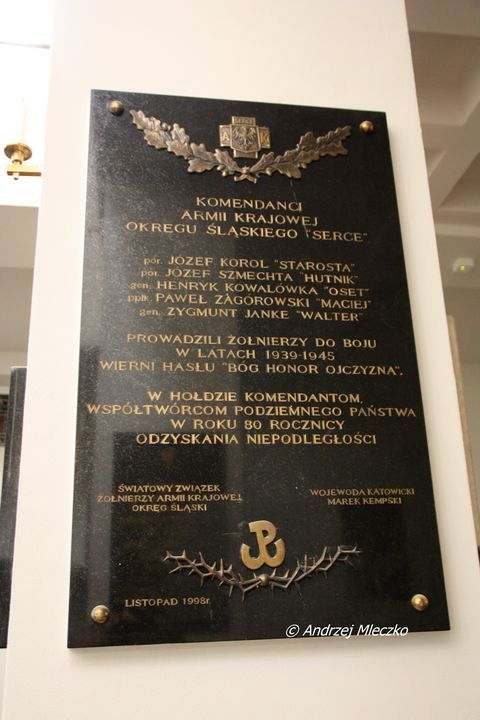 KOMENDANCI
ARMII KRAJOWEJ
OKRĘGU ŚLĄSKIEGO "SERCE"
por. JÓZEF KOROL "STAROSTA"
por. JÓZEF SZMECHTA "HUTNIK"
gen. HENRYK KOWALÓWKA "OSET"
ppłk. PAWEŁ ZAGÓROWSKI "MACIEJ"
gen. ZYGMUNT JANKE "WALTER"
PROWADZILI ŻOŁNIERZY DO BOJU
W LATACH 1939-1945
WIERNI HASŁU "BÓG HONOR OJCZYZNA".
W HOŁDZIE KOMENDANTOM,
WSPÓŁTWÓRCOM PODZIEMNEGO PAŃSTWA
W ROKU 80 ROCZNICY
ODZYSKANIA NIEPODLEGŁOŚCI
ŚWIATOWY ZWIĄZEK
ŻOŁNIERZY ARMII KRAJOWEJ
OKRĘG ŚLĄSKI
WOJEWODA KATOWICKI
MAREK KEMPSKI
LISTOPAD 1998r.
© Andrzej Mleczko